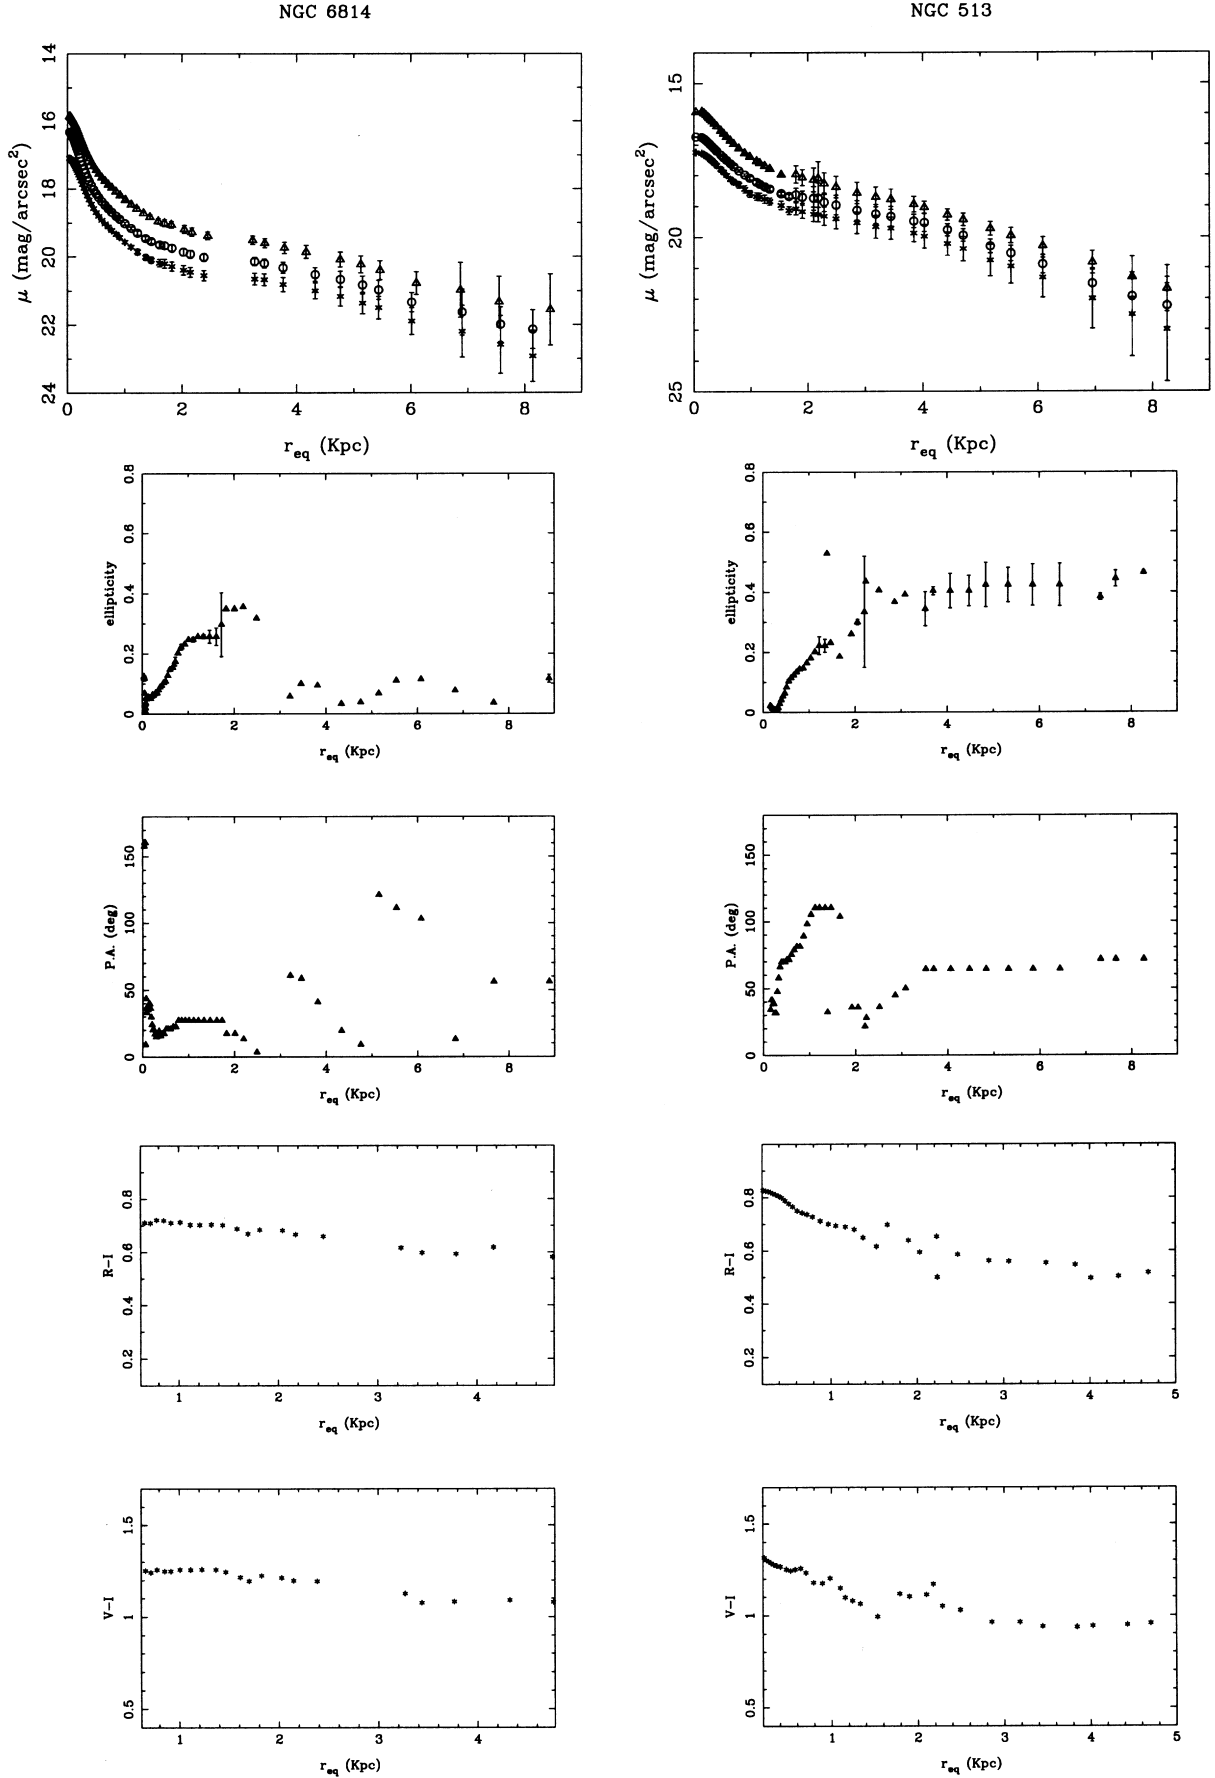 NGC 6814
NGC 513
14
16
18
20
22
24
μ (mag/arcsec²)
0 2 4 6 8
r_eq (Kpc)
15
20
25
μ (mag/arcsec²)
0 2 4 6 8
r_eq (Kpc)
0.8
0.6
0.4
0.2
0
ellipticity
0 2 4 6 8
r_eq (Kpc)
0.8
0.6
0.4
0.2
0
ellipticity
0 2 4 6 8
r_eq (Kpc)
150
100
50
0
P.A. (deg)
0 2 4 6 8
r_eq (Kpc)
150
100
50
0
P.A. (deg)
0 2 4 6 8
r_eq (Kpc)
0.8
0.6
0.4
0.2
R-I
1 2 3 4
r_eq (Kpc)
0.8
0.6
0.4
0.2
R-I
1 2 3 4 5
r_eq (Kpc)
1.5
1
0.5
V-I
1 2 3 4
r_eq (Kpc)
1.5
1
0.5
V-I
1 2 3 4 5
r_eq (Kpc)